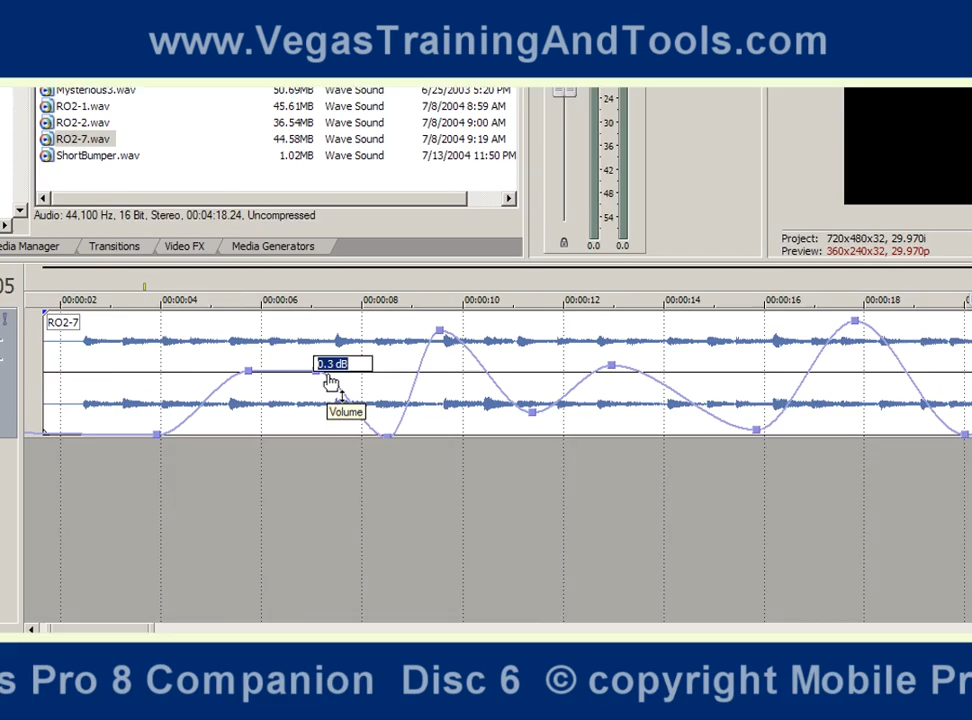 www.VegasTrainingAndTools.com
Mysterious3.wav 50.69MB Wave Sound 6/25/2003 5:20 PM
RO2-1.wav 45.61MB Wave Sound 7/8/2004 8:59 AM
RO2-2.wav 36.54MB Wave Sound 7/8/2004 9:00 AM
RO2-7.wav 44.58MB Wave Sound 7/8/2004 9:19 AM
ShortBumper.wav 1.02MB Wave Sound 7/13/2004 11:50 PM
Audio: 44,100 Hz, 16 Bit, Stereo, 00:04:18.24, Uncompressed
edia Manager Transitions Video FX Media Generators
24
30
36
42
48
54
0.0 0.0
Project: 720x480x32, 29.970i
Preview: 360x240x32, 29.970p
05
00:00:02 00:00:04 00:00:06 00:00:08 00:00:10 00:00:12 00:00:14 00:00:16 00:00:18
RO2-7
0.3 dB
Volume
s Pro 8 Companion Disc 6 © copyright Mobile Pr